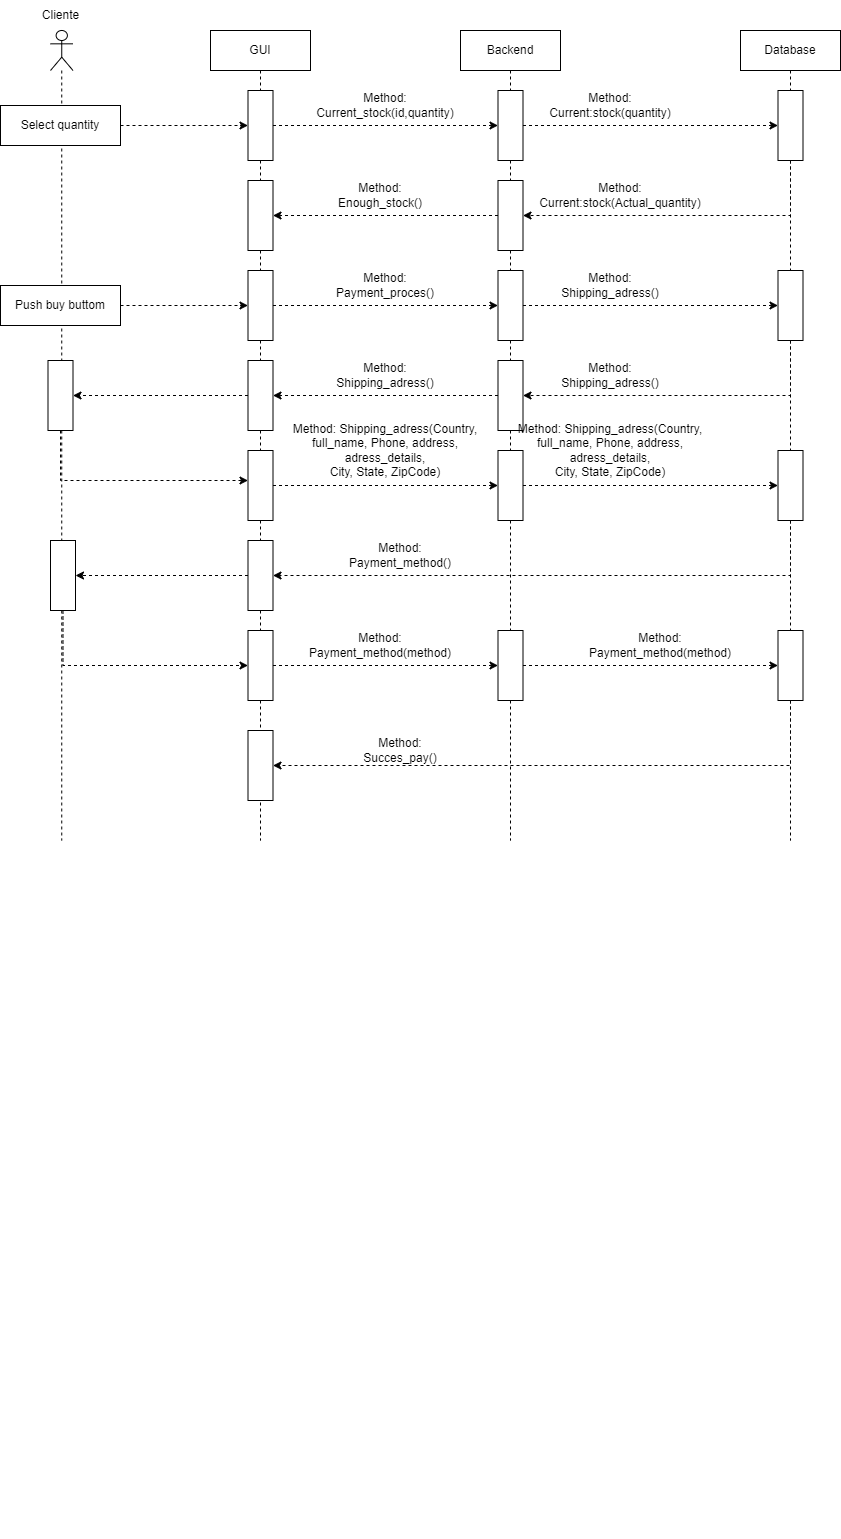 Cliente
GUI
Backend
Database
Select quantity
Method:
Current_stock(id,quantity)
Method:
Current:stock(quantity)
Method:
Enough_stock()
Method:
Current:stock(Actual_quantity)
Push buy buttom
Method:
Payment_proces()
Method:
Shipping_adress()
Method:
Shipping_adress()
Method:
Shipping_adress()
Method: Shipping_adress(Country,
full_name, Phone, address,
adress_details,
City, State, ZipCode)
Method: Shipping_adress(Country,
full_name, Phone, address,
adress_details,
City, State, ZipCode)
Method:
Payment_method()
Method:
Payment_method(method)
Method:
Payment_method(method)
Method:
Succes_pay()